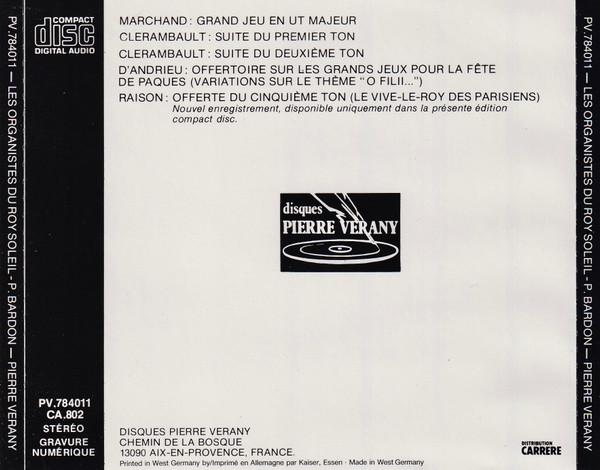 PV.784011 — LES ORGANISTES DU ROY SOLEIL - P. BARDON — PIERRE VERANY
COMPACT
disc
DIGITAL AUDIO
MARCHAND : GRAND JEU EN UT MAJEUR
CLERAMBAULT : SUITE DU PREMIER TON
CLERAMBAULT : SUITE DU DEUXIÈME TON
D'ANDRIEU : OFFERTOIRE SUR LES GRANDS JEUX POUR LA FÊTE
DE PAQUES (VARIATIONS SUR LE THÈME “O FILII...”)
RAISON : OFFERTE DU CINQUIÈME TON (LE VIVE-LE-ROY DES PARISIENS)
Nouvel enregistrement, disponible uniquement dans la présente édition
compact disc.
disques
PIERRE VERANY
PV.784011
CA.802
STÉRÉO
GRAVURE
NUMÉRIQUE
DISQUES PIERRE VERANY
CHEMIN DE LA BOSQUE
13090 AIX-EN-PROVENCE, FRANCE.
Printed in West Germany by/Imprimé en Allemagne par Kaiser, Essen · Made in West Germany
DISTRIBUTION
CARRERE
PV.784011 — LES ORGANISTES DU ROY SOLEIL - P. BARDON — PIERRE VERANY